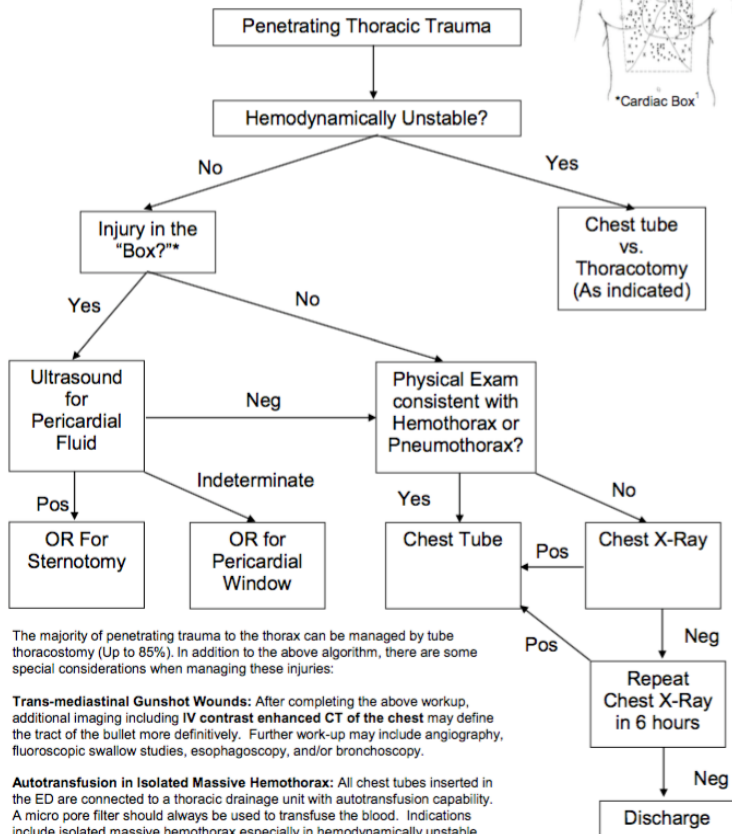 Penetrating Thoracic Trauma
*Cardiac Box¹
Hemodynamically Unstable?
No
Yes
Injury in the
“Box?”*
Chest tube
vs.
Thoracotomy
(As indicated)
Yes
No
Ultrasound
for
Pericardial
Fluid
Neg
Physical Exam
consistent with
Hemothorax or
Pneumothorax?
Indeterminate
Pos
Yes
No
OR For
Sternotomy
OR for
Pericardial
Window
Chest Tube
Pos
Chest X-Ray
The majority of penetrating trauma to the thorax can be managed by tube
thoracostomy (Up to 85%). In addition to the above algorithm, there are some
special considerations when managing these injuries:
Pos
Neg
Repeat
Chest X-Ray
in 6 hours
Trans-mediastinal Gunshot Wounds: After completing the above workup,
additional imaging including IV contrast enhanced CT of the chest may define
the tract of the bullet more definitively. Further work-up may include angiography,
fluoroscopic swallow studies, esophagoscopy, and/or bronchoscopy.
Neg
Discharge
Autotransfusion in Isolated Massive Hemothorax: All chest tubes inserted in
the ED are connected to a thoracic drainage unit with autotransfusion capability.
A micro pore filter should always be used to transfuse the blood. Indications
include isolated massive hemothorax especially in hemodynamically unstable